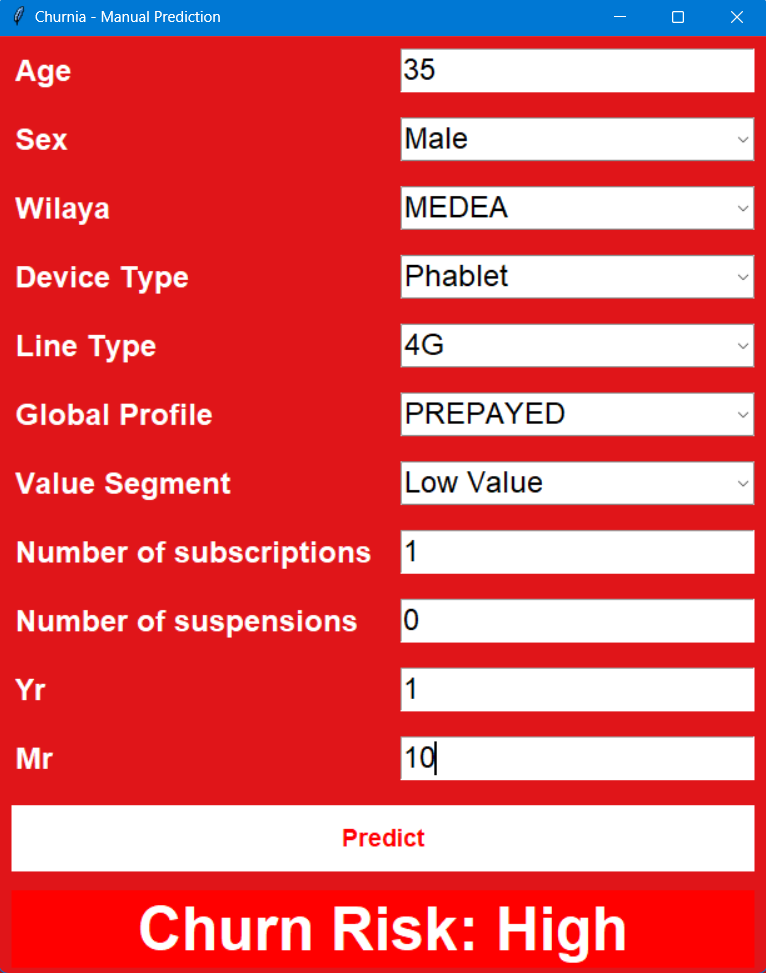 Churnia - Manual Prediction
Age 35
Sex Male
Wilaya MEDEA
Device Type Phablet
Line Type 4G
Global Profile PREPAYED
Value Segment Low Value
Number of subscriptions 1
Number of suspensions 0
Yr 1
Mr 10
Predict
Churn Risk: High